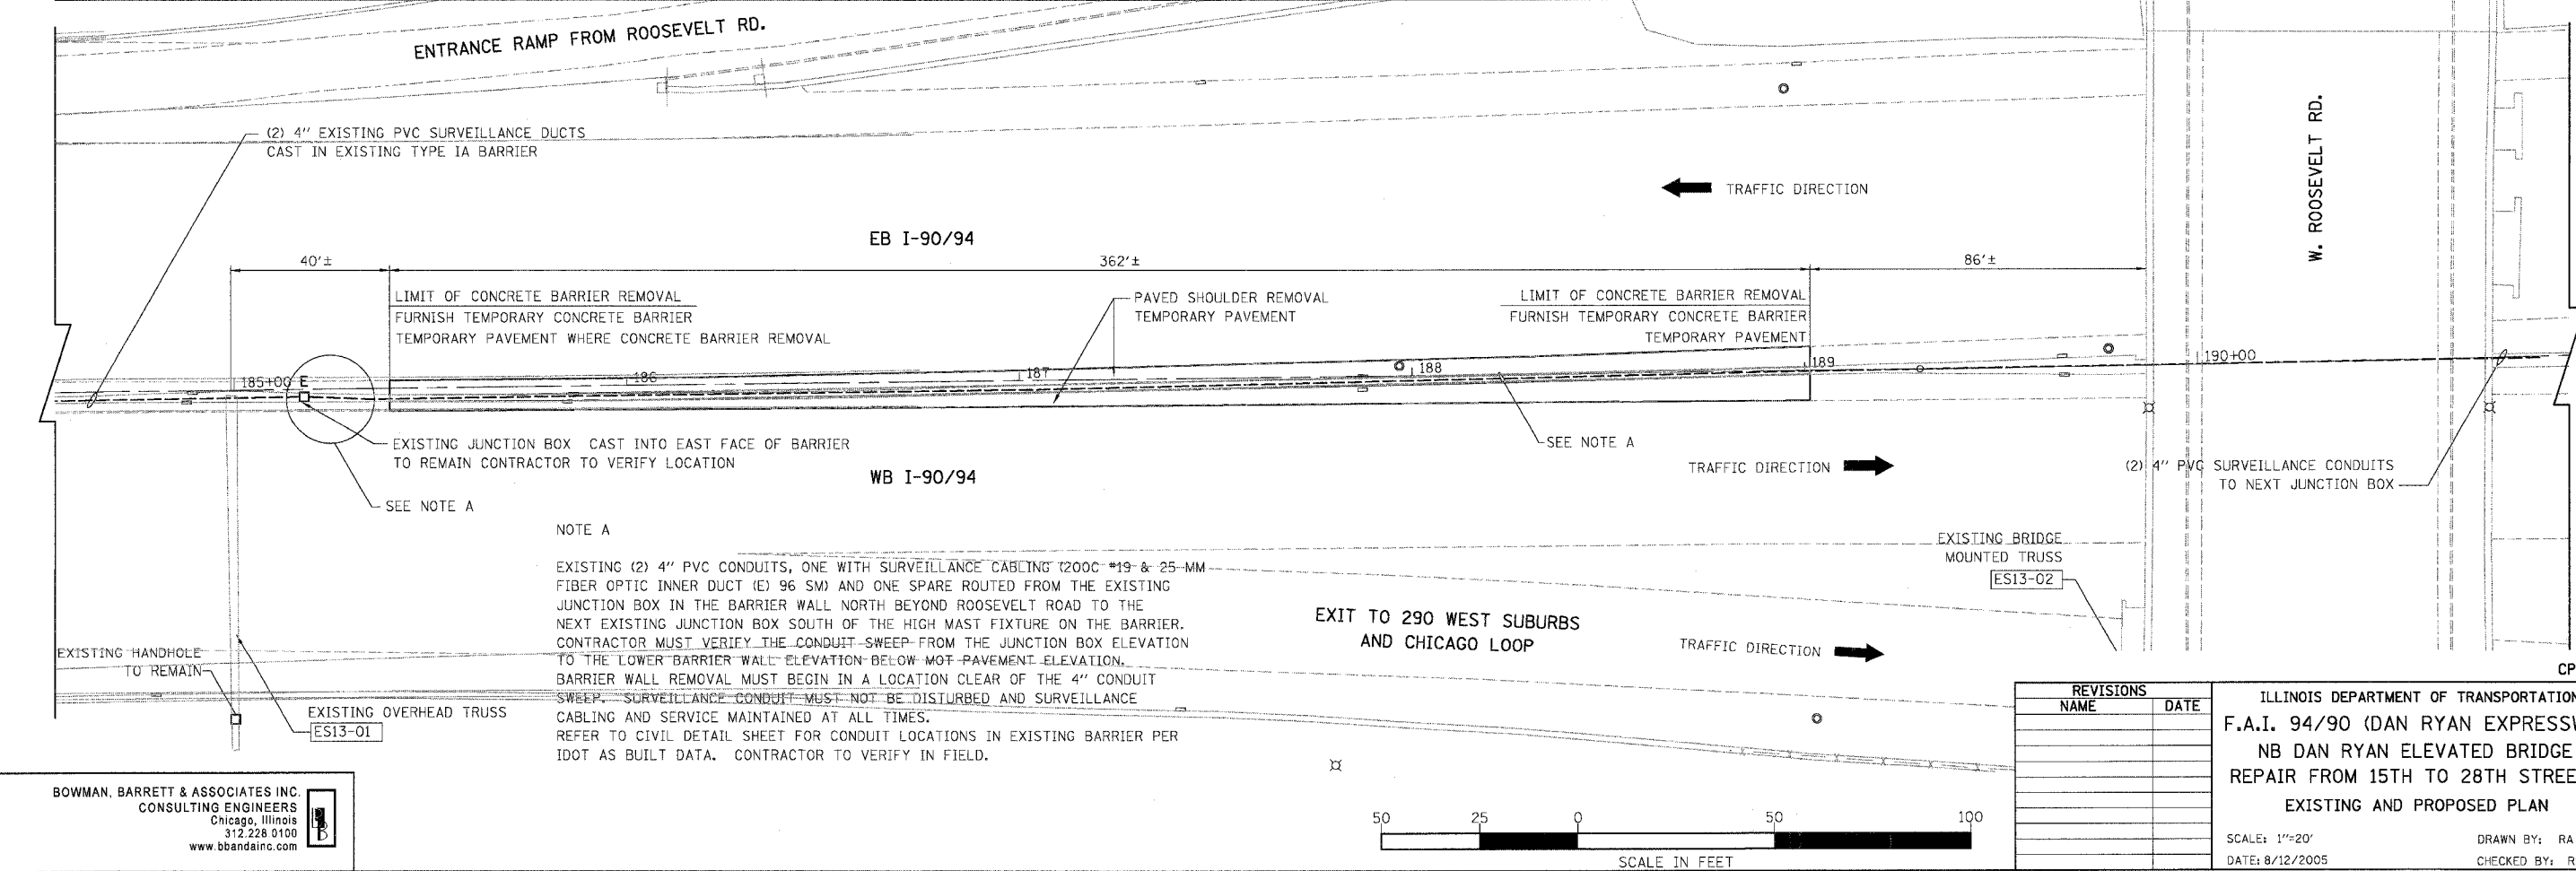 ENTRANCE RAMP FROM ROOSEVELT RD.
(2) 4" EXISTING PVC SURVEILLANCE DUCTS
CAST IN EXISTING TYPE IA BARRIER
TRAFFIC DIRECTION
W. ROOSEVELT RD.
EB I-90/94
40'±
362'±
86'±
LIMIT OF CONCRETE BARRIER REMOVAL
FURNISH TEMPORARY CONCRETE BARRIER
TEMPORARY PAVEMENT WHERE CONCRETE BARRIER REMOVAL
PAVED SHOULDER REMOVAL
TEMPORARY PAVEMENT
LIMIT OF CONCRETE BARRIER REMOVAL
FURNISH TEMPORARY CONCRETE BARRIER
TEMPORARY PAVEMENT
185+00 E
186
187
188
189
190+00
EXISTING JUNCTION BOX CAST INTO EAST FACE OF BARRIER
TO REMAIN CONTRACTOR TO VERIFY LOCATION
SEE NOTE A
WB I-90/94
SEE NOTE A
TRAFFIC DIRECTION
(2) 4" PVC SURVEILLANCE CONDUITS
TO NEXT JUNCTION BOX
NOTE A
EXISTING (2) 4" PVC CONDUITS, ONE WITH SURVEILLANCE CABLING (200C #19 & 25-MM
FIBER OPTIC INNER DUCT (E) 96 SM) AND ONE SPARE ROUTED FROM THE EXISTING
JUNCTION BOX IN THE BARRIER WALL NORTH BEYOND ROOSEVELT ROAD TO THE
NEXT EXISTING JUNCTION BOX SOUTH OF THE HIGH MAST FIXTURE ON THE BARRIER.
CONTRACTOR MUST VERIFY THE CONDUIT SWEEP FROM THE JUNCTION BOX ELEVATION
TO THE LOWER BARRIER WALL ELEVATION BELOW MOT PAVEMENT ELEVATION.
BARRIER WALL REMOVAL MUST BEGIN IN A LOCATION CLEAR OF THE 4" CONDUIT
SWEEP. SURVEILLANCE CONDUIT MUST NOT BE DISTURBED AND SURVEILLANCE
CABLING AND SERVICE MAINTAINED AT ALL TIMES.
REFER TO CIVIL DETAIL SHEET FOR CONDUIT LOCATIONS IN EXISTING BARRIER PER
IDOT AS BUILT DATA. CONTRACTOR TO VERIFY IN FIELD.
EXISTING BRIDGE
MOUNTED TRUSS
ES13-02
EXIT TO 290 WEST SUBURBS
AND CHICAGO LOOP
TRAFFIC DIRECTION
EXISTING HANDHOLE
TO REMAIN
EXISTING OVERHEAD TRUSS
ES13-01
BOWMAN, BARRETT & ASSOCIATES INC.
CONSULTING ENGINEERS
Chicago, Illinois
312.228.0100
www.bbandainc.com
50 25 0 50 100
SCALE IN FEET
CP
REVISIONS
NAME DATE
ILLINOIS DEPARTMENT OF TRANSPORTATION
F.A.I. 94/90 (DAN RYAN EXPRESSW
NB DAN RYAN ELEVATED BRIDGE
REPAIR FROM 15TH TO 28TH STREE
EXISTING AND PROPOSED PLAN
SCALE: 1"=20'
DRAWN BY: RA
DATE: 8/12/2005
CHECKED BY: R